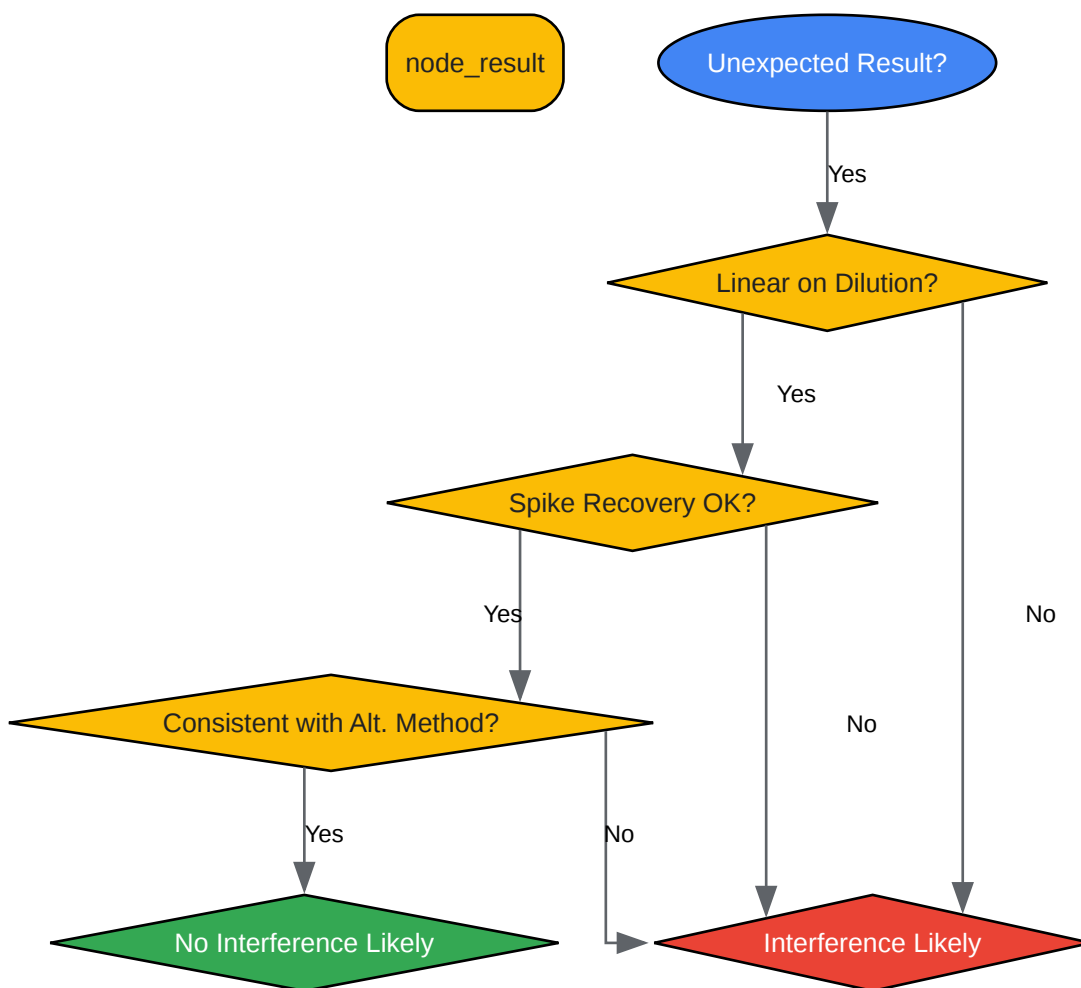 node_result
Unexpected Result?
Yes
Linear on Dilution?
Yes
Spike Recovery OK?
Yes
No
Consistent with Alt. Method?
No
Yes
No
No Interference Likely
Interference Likely